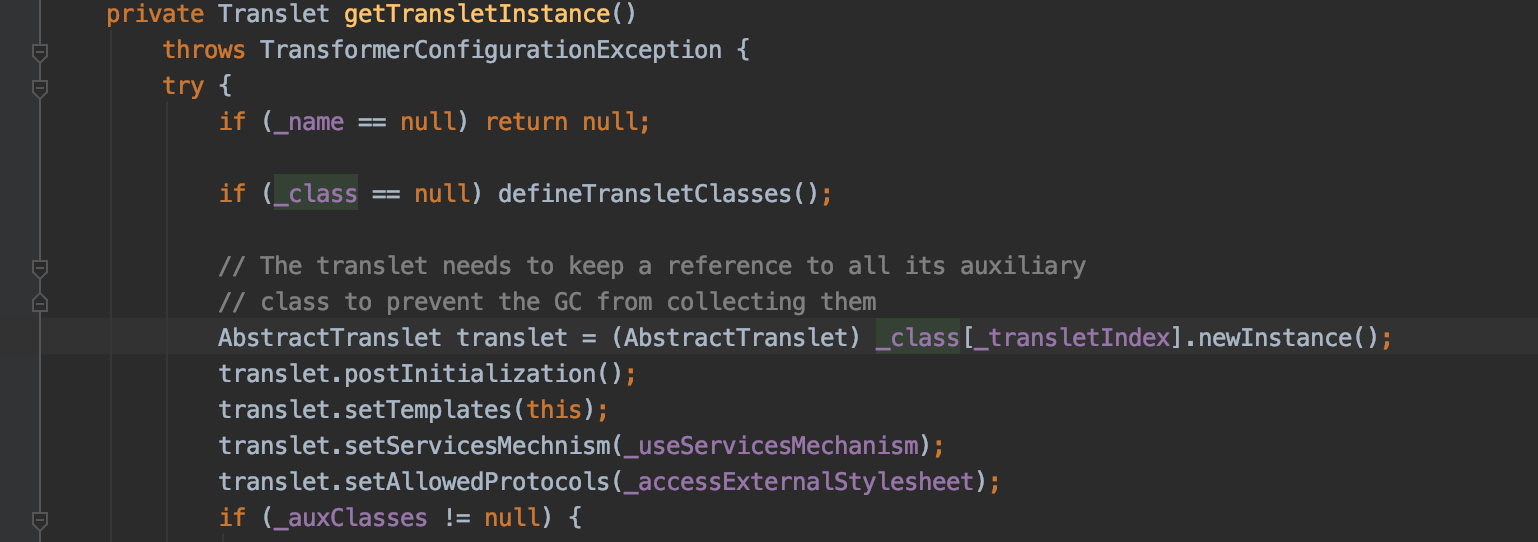 private Translet getTransletInstance()
throws TransformerConfigurationException {
try {
if (_name == null) return null;
if (_class == null) defineTransletClasses();
// The translet needs to keep a reference to all its auxiliary
// class to prevent the GC from collecting them
AbstractTranslet translet = (AbstractTranslet) _class[_transletIndex].newInstance();
translet.postInitialization();
translet.setTemplates(this);
translet.setServicesMechnism(_useServicesMechanism);
translet.setAllowedProtocols(_accessExternalStylesheet);
if (_auxClasses != null) {